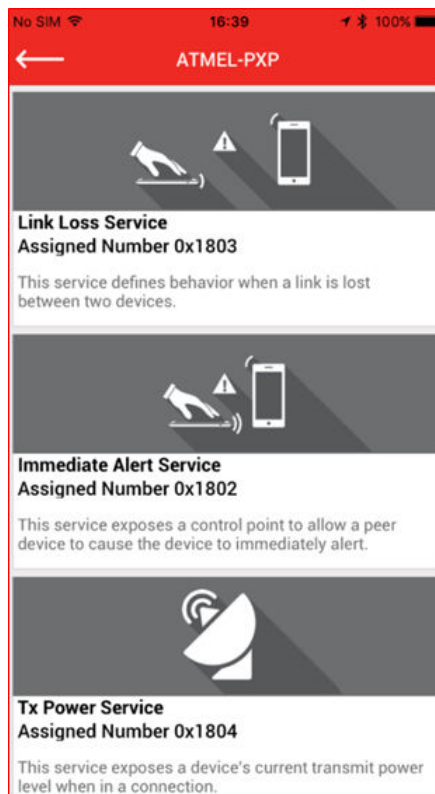 No SIM 16:39 100%
ATMEL-PXP
Link Loss Service
Assigned Number 0x1803
This service defines behavior when a link is lost
between two devices.
Immediate Alert Service
Assigned Number 0x1802
This service exposes a control point to allow a peer
device to cause the device to immediately alert.
Tx Power Service
Assigned Number 0x1804
This service exposes a device's current transmit power
level when in a connection.